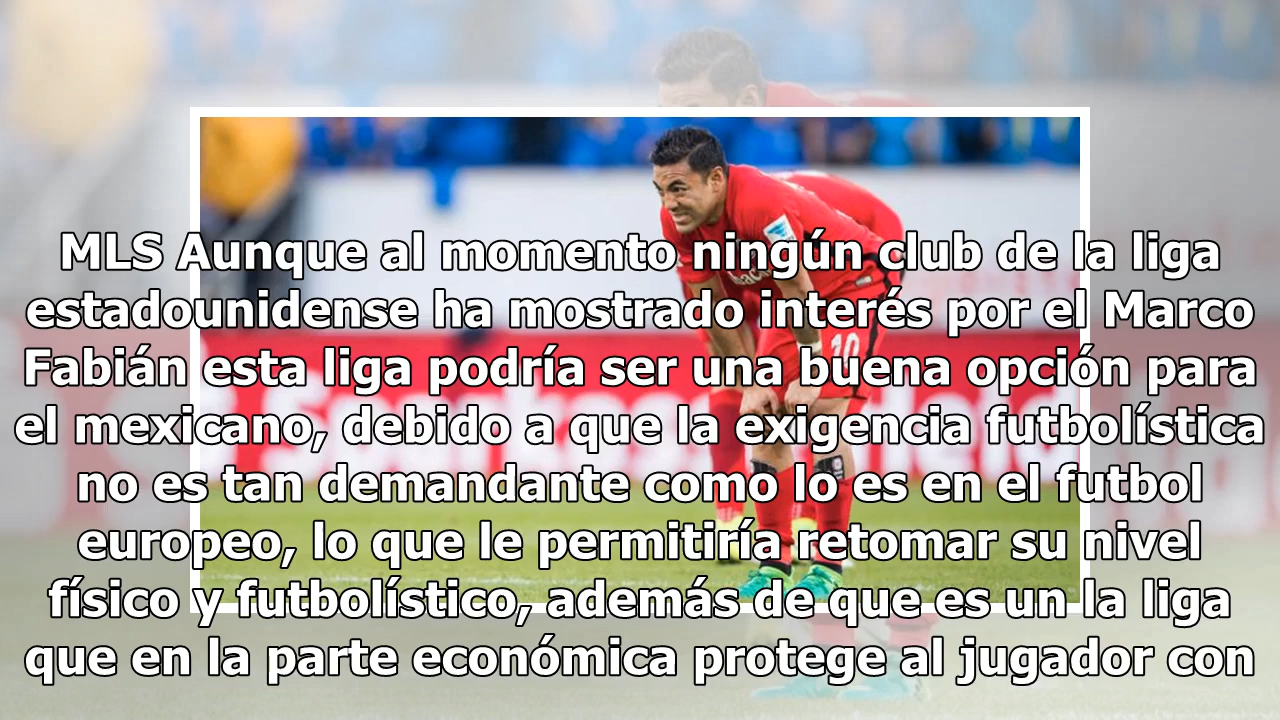 MLS Aunque al momento ningún club de la liga
estadounidense ha mostrado interés por el Marco
Fabián esta liga podría ser una buena opción para
el mexicano, debido a que la exigencia futbolística
no es tan demandante como lo es en el futbol
europeo, lo que le permitiría retomar su nivel
físico y futbolístico, además de que es un la liga
que en la parte económica protege al jugador con
10